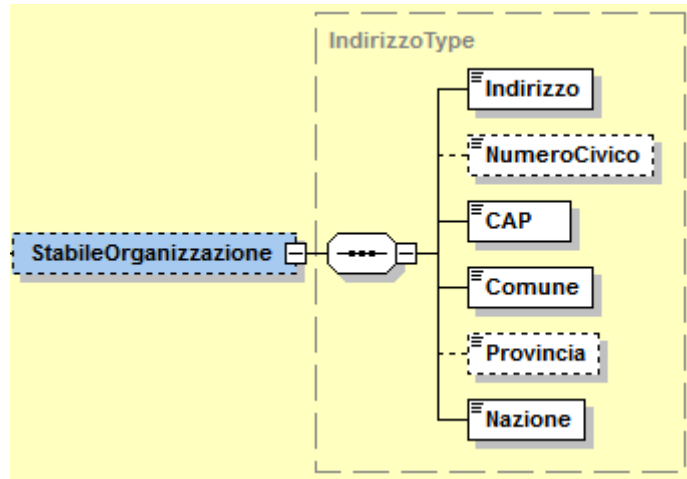 IndirizzoType
Indirizzo
NumeroCivico
CAP
StabileOrganizzazione
Comune
Provincia
Nazione